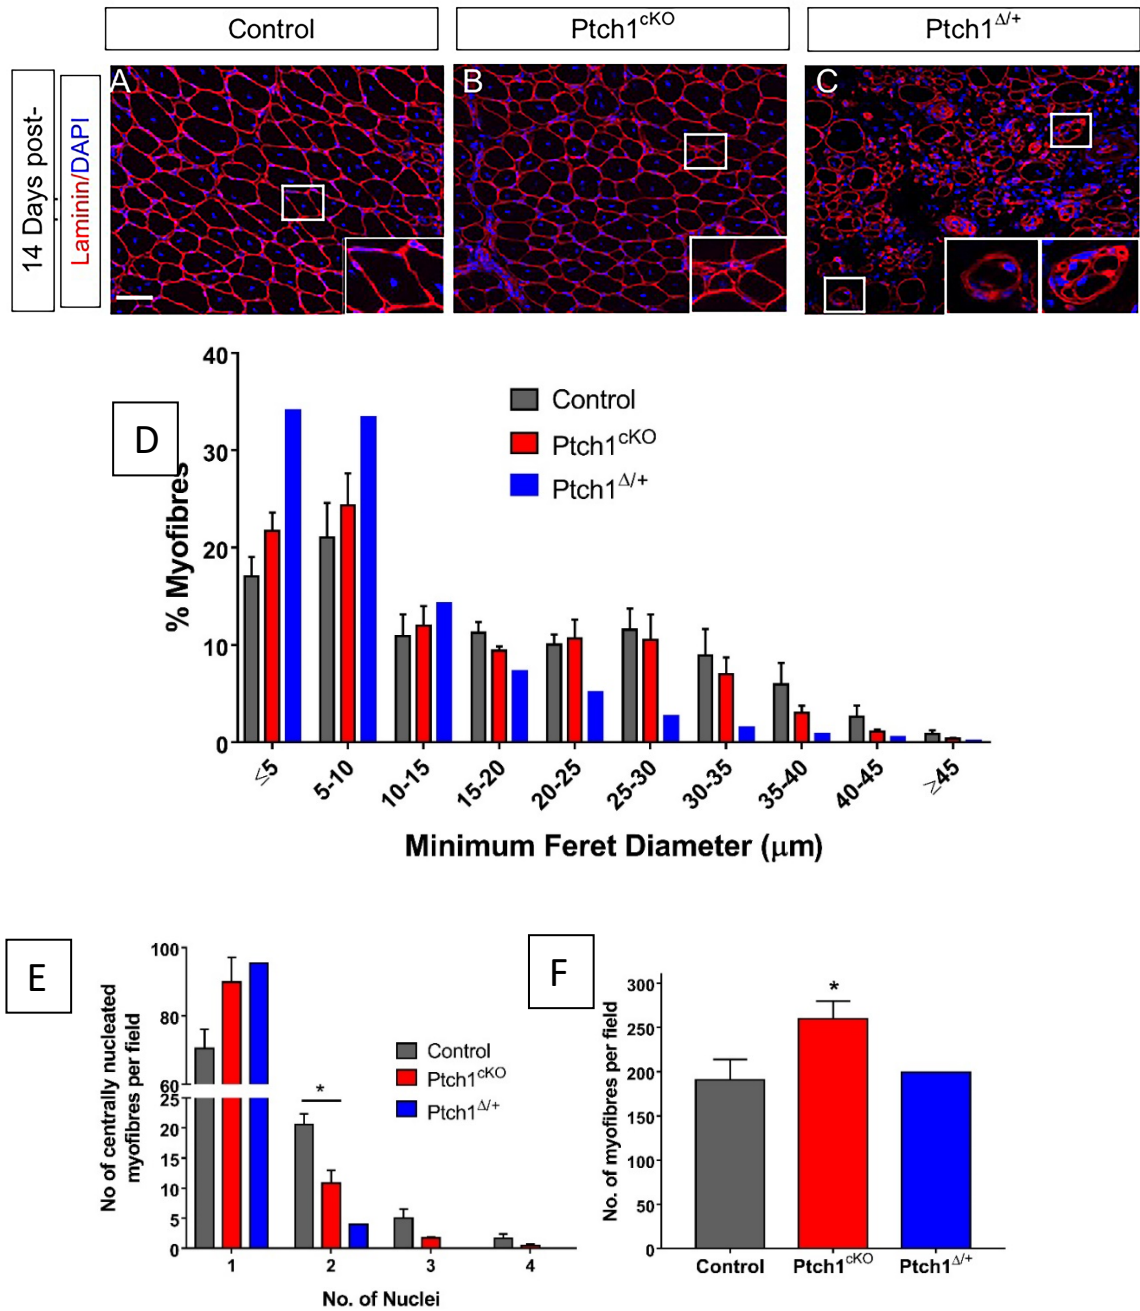 Control
Ptch1cKO
Ptch1Δ/+
14 Days post-
Laminin/DAPI
A
B
C
D
% Myofibres
40
30
20
10
0
Control
Ptch1cKO
Ptch1Δ/+
≤5
5-10
10-15
15-20
20-25
25-30
30-35
35-40
40-45
≥45
Minimum Feret Diameter (μm)
E
No of centrally nucleated
myofibres per field
100
80
60
25
20
15
10
5
0
*
Control
Ptch1cKO
Ptch1Δ/+
1
2
3
4
No. of Nuclei
F
No. of myofibres per field
300
250
200
150
100
50
0
*
Control
Ptch1cKO
Ptch1Δ/+